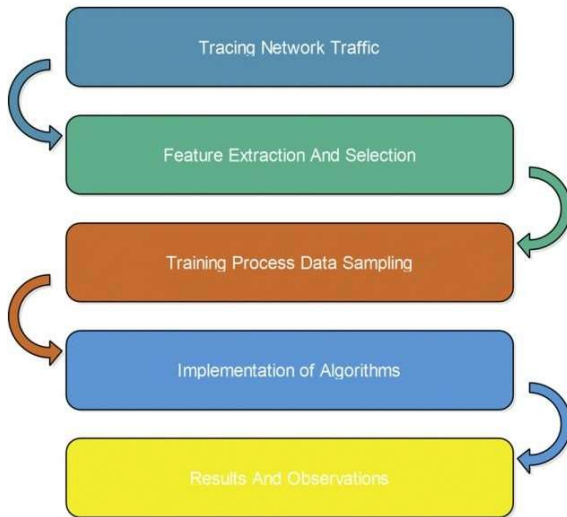 Tracing Network Traffic
Feature Extraction And Selection
Training Process Data Sampling
Implementation of Algorithms
Results And Observations